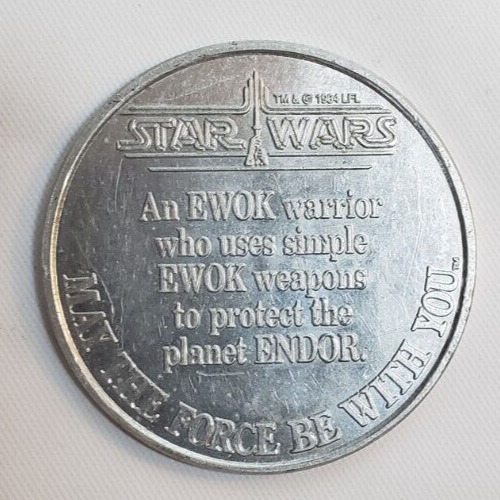 TM & © 1984 LFL
STAR WARS
An EWOK warrior
who uses simple
EWOK weapons
to protect the
planet ENDOR.
MAY THE FORCE BE WITH YOU™